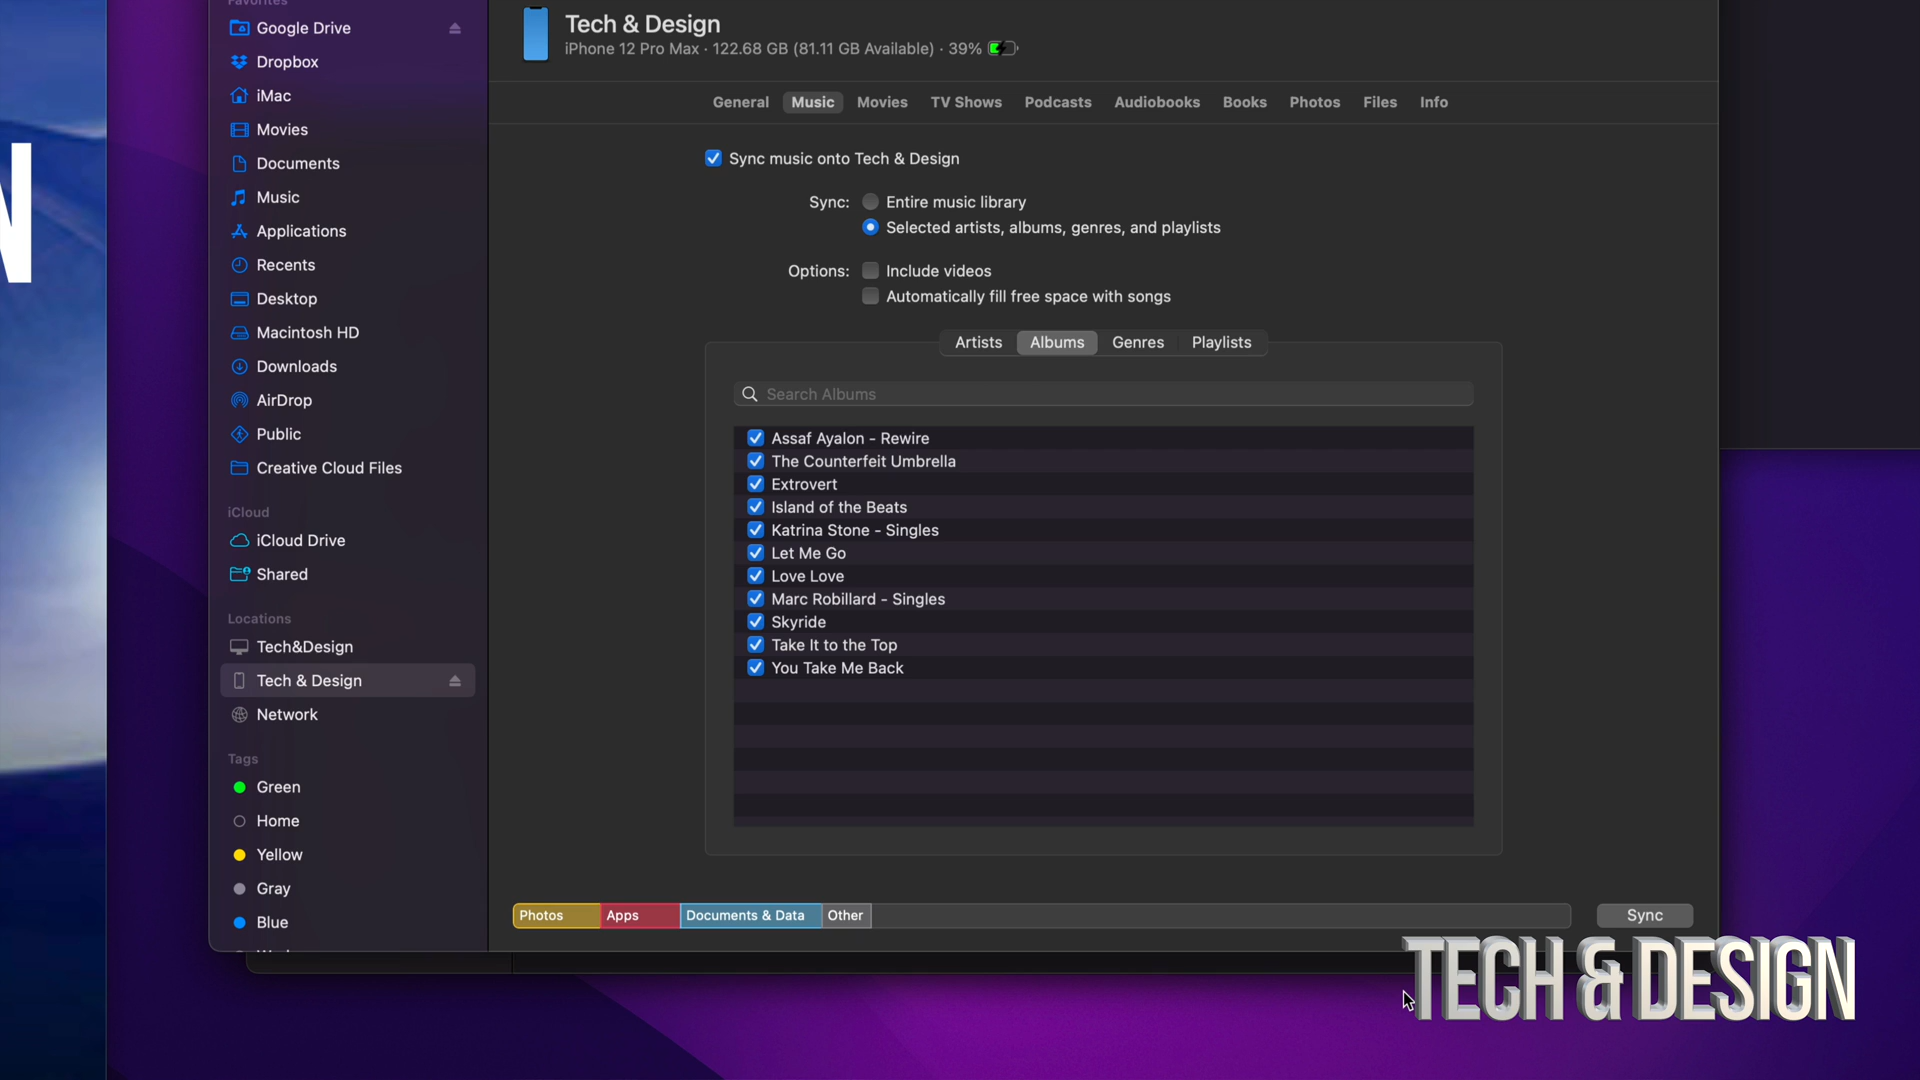 Favorites
Google Drive
Dropbox
iMac
Movies
Documents
Music
Applications
Recents
Desktop
Macintosh HD
Downloads
AirDrop
Public
Creative Cloud Files
iCloud
iCloud Drive
Shared
Locations
Tech&Design
Tech & Design
Network
Tags
Green
Home
Yellow
Gray
Blue
Tech & Design
iPhone 12 Pro Max · 122.68 GB (81.11 GB Available) · 39%
General Music Movies TV Shows Podcasts Audiobooks Books Photos Files Info
Sync music onto Tech & Design
Sync: Entire music library
Selected artists, albums, genres, and playlists
Options: Include videos
Automatically fill free space with songs
Artists Albums Genres Playlists
Search Albums
Assaf Ayalon - Rewire
The Counterfeit Umbrella
Extrovert
Island of the Beats
Katrina Stone - Singles
Let Me Go
Love Love
Marc Robillard - Singles
Skyride
Take It to the Top
You Take Me Back
Photos Apps Documents & Data Other Sync
TECH & DESIGN
N